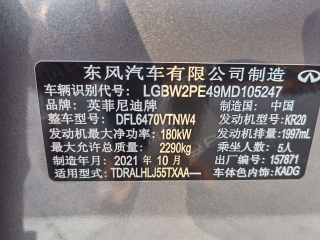 东风汽车有限公司制造
车辆识别代号: LGBW2PE49MD105247
品牌: 英菲尼迪牌 制造国: 中国
整车型号: DFL6470VTNW4 发动机型号: KR20
发动机最大净功率: 180kW 发动机排量: 1997mL
最大允许总质量: 2290kg 乘坐人数: 5人
制造年月: 2021年10月 出厂编号: 157871
型号: TDRALHLJ55TXAA— 车体色内饰: KADG
INFINITI